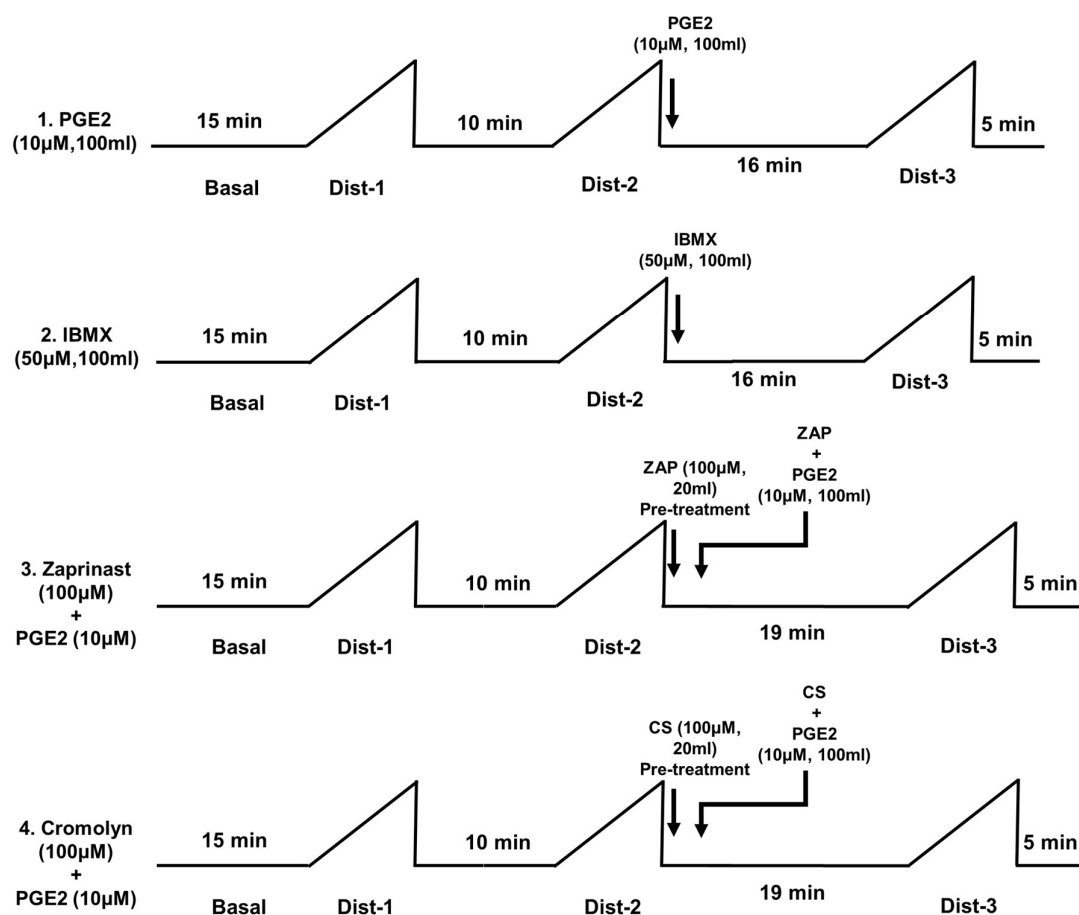 PGE2
(10µM, 100ml)
1. PGE2
(10µM,100ml)
15 min
10 min
16 min
5 min
Basal
Dist-1
Dist-2
Dist-3
IBMX
(50µM, 100ml)
2. IBMX
(50µM,100ml)
15 min
10 min
16 min
5 min
Basal
Dist-1
Dist-2
Dist-3
ZAP (100µM,
20ml)
Pre-treatment
ZAP
+
PGE2
(10µM, 100ml)
3. Zaprinast
(100µM)
+
PGE2 (10µM)
15 min
10 min
19 min
5 min
Basal
Dist-1
Dist-2
Dist-3
CS (100µM,
20ml)
Pre-treatment
CS
+
PGE2
(10µM, 100ml)
4. Cromolyn
(100µM)
+
PGE2 (10µM)
15 min
10 min
19 min
5 min
Basal
Dist-1
Dist-2
Dist-3